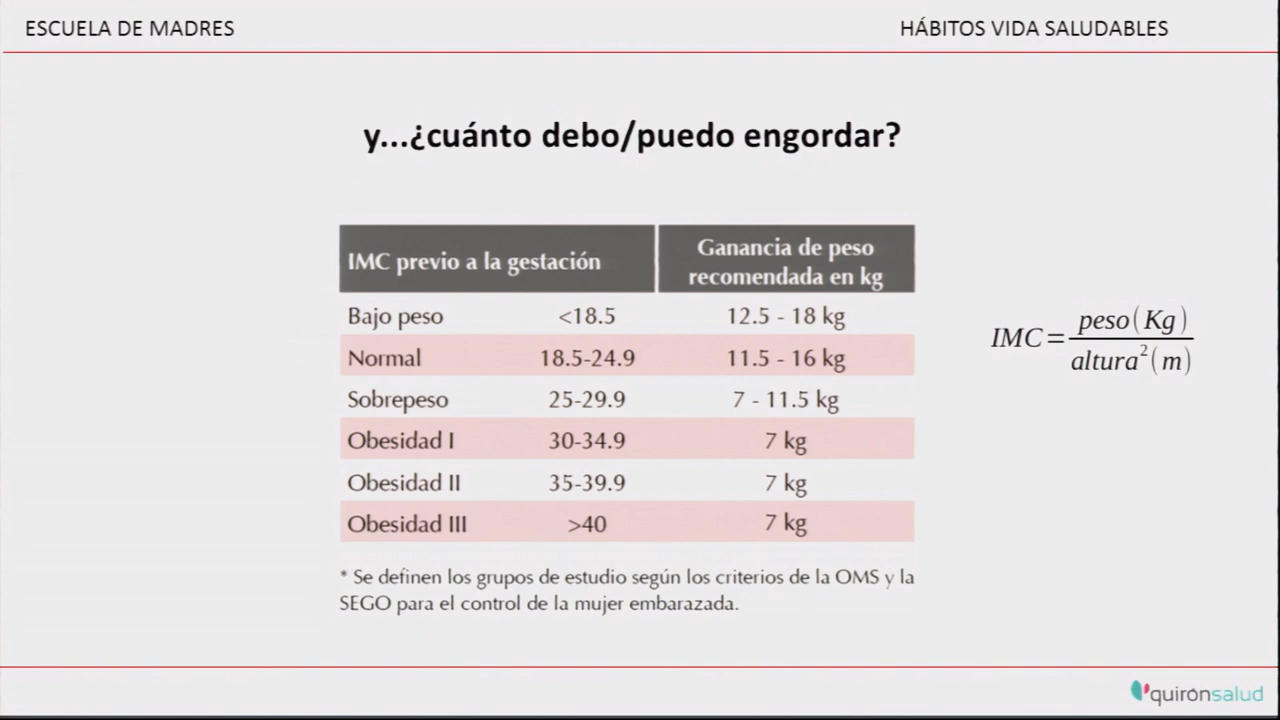 ESCUELA DE MADRES
HÁBITOS VIDA SALUDABLES
y...¿cuánto debo/puedo engordar?
IMC previo a la gestación
Ganancia de peso
recomendada en kg
Bajo peso <18.5 12.5 - 18 kg
Normal 18.5-24.9 11.5 - 16 kg
Sobrepeso 25-29.9 7 - 11.5 kg
Obesidad I 30-34.9 7 kg
Obesidad II 35-39.9 7 kg
Obesidad III >40 7 kg
* Se definen los grupos de estudio según los criterios de la OMS y la
SEGO para el control de la mujer embarazada.
IMC = peso(Kg)
altura²(m)
quirónsalud